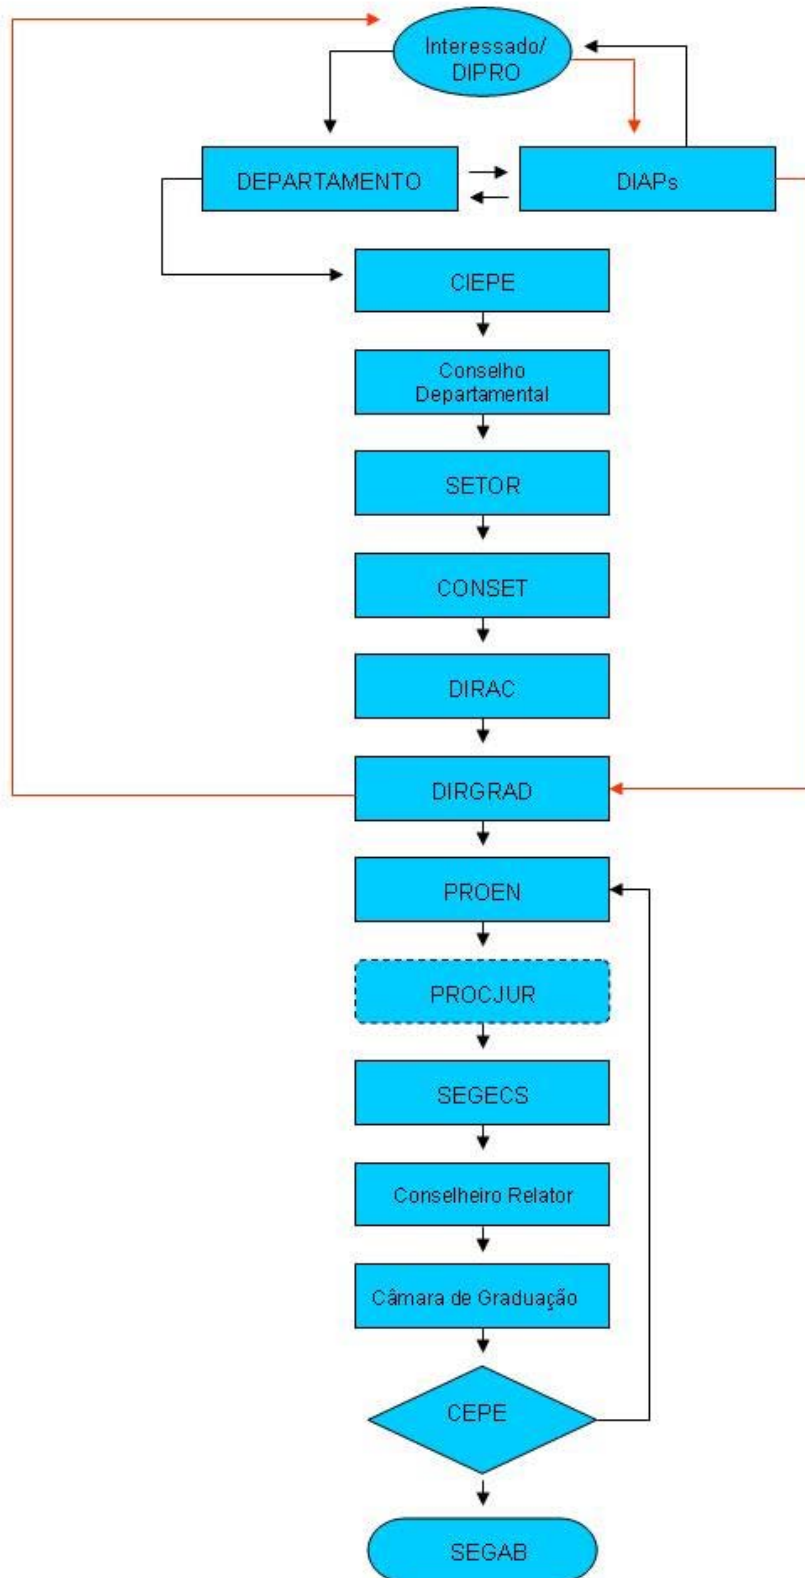 Interessado/
DIPRO
DEPARTAMENTO
DIAPs
CIEPE
Conselho
Departamental
SETOR
CONSET
DIRAC
DIRGRAD
PROEN
PROCJUR
SEGECS
Conselheiro Relator
Câmara de Graduação
CEPE
SEGAB